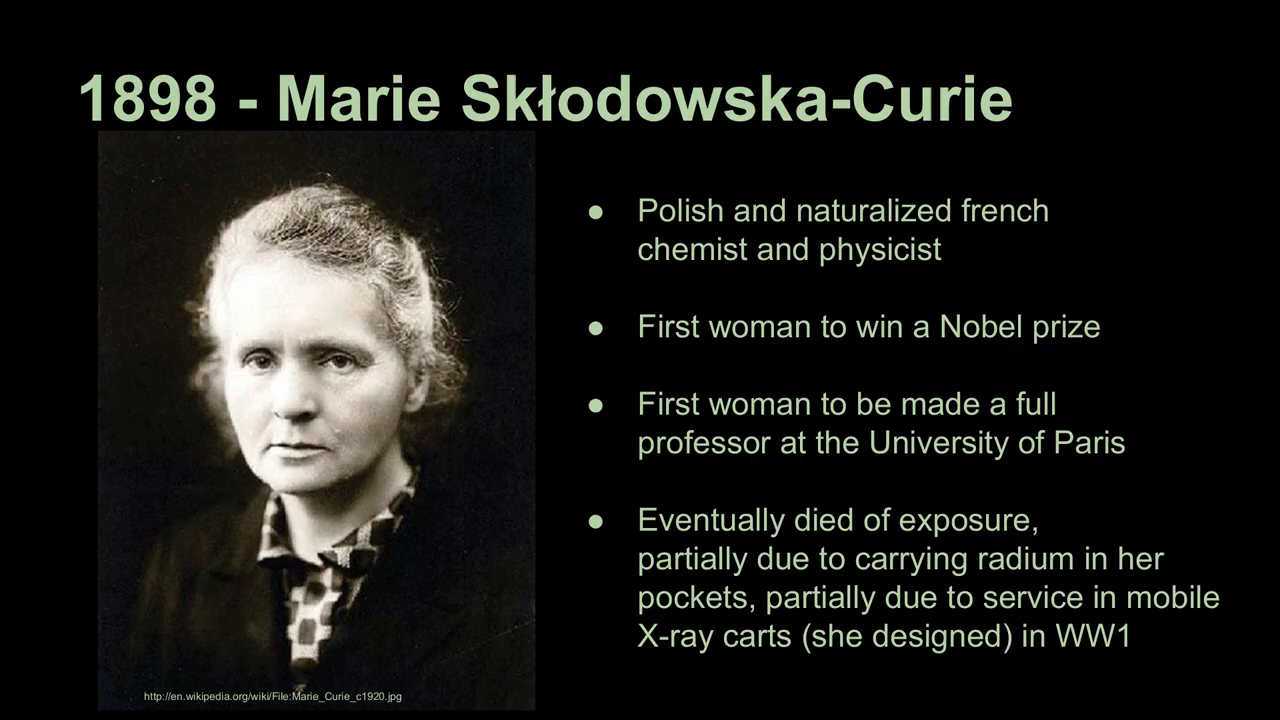 1898 - Marie Skłodowska-Curie
● Polish and naturalized french
chemist and physicist
● First woman to win a Nobel prize
● First woman to be made a full
professor at the University of Paris
● Eventually died of exposure,
partially due to carrying radium in her
pockets, partially due to service in mobile
X-ray carts (she designed) in WW1
http://en.wikipedia.org/wiki/File:Marie_Curie_c1920.jpg